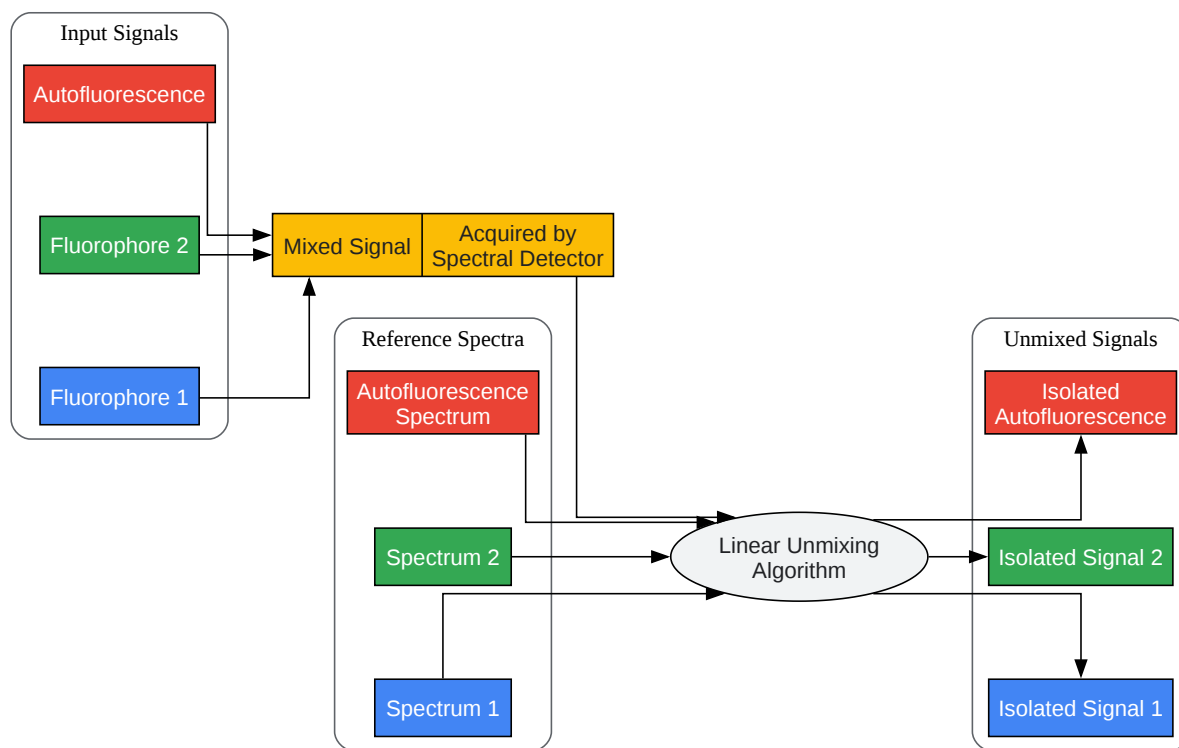 Input Signals
Autofluorescence
Fluorophore 2
Fluorophore 1
Mixed Signal
Acquired by
Spectral Detector
Reference Spectra
Autofluorescence
Spectrum
Spectrum 2
Spectrum 1
Linear Unmixing
Algorithm
Unmixed Signals
Isolated
Autofluorescence
Isolated Signal 2
Isolated Signal 1